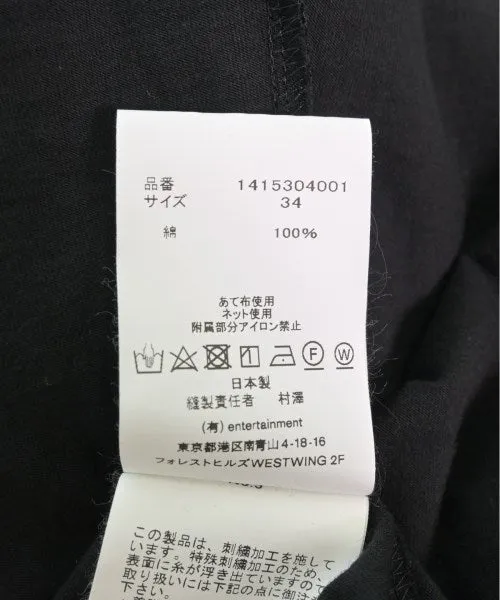 品番 1415304001
サイズ 34
綿 100%
あて布使用
ネット使用
附属部分アイロン禁止
F W
日本製
縫製責任者 村澤
(有) entertainment
東京都港区南青山4-18-16
フォレストヒルズWESTWING 2F
この製品は、刺繍加工を施して
います。特殊刺繍加工のため、
表面に糸が浮き出ていますので
取り扱いには下記の点に御注
下さい。